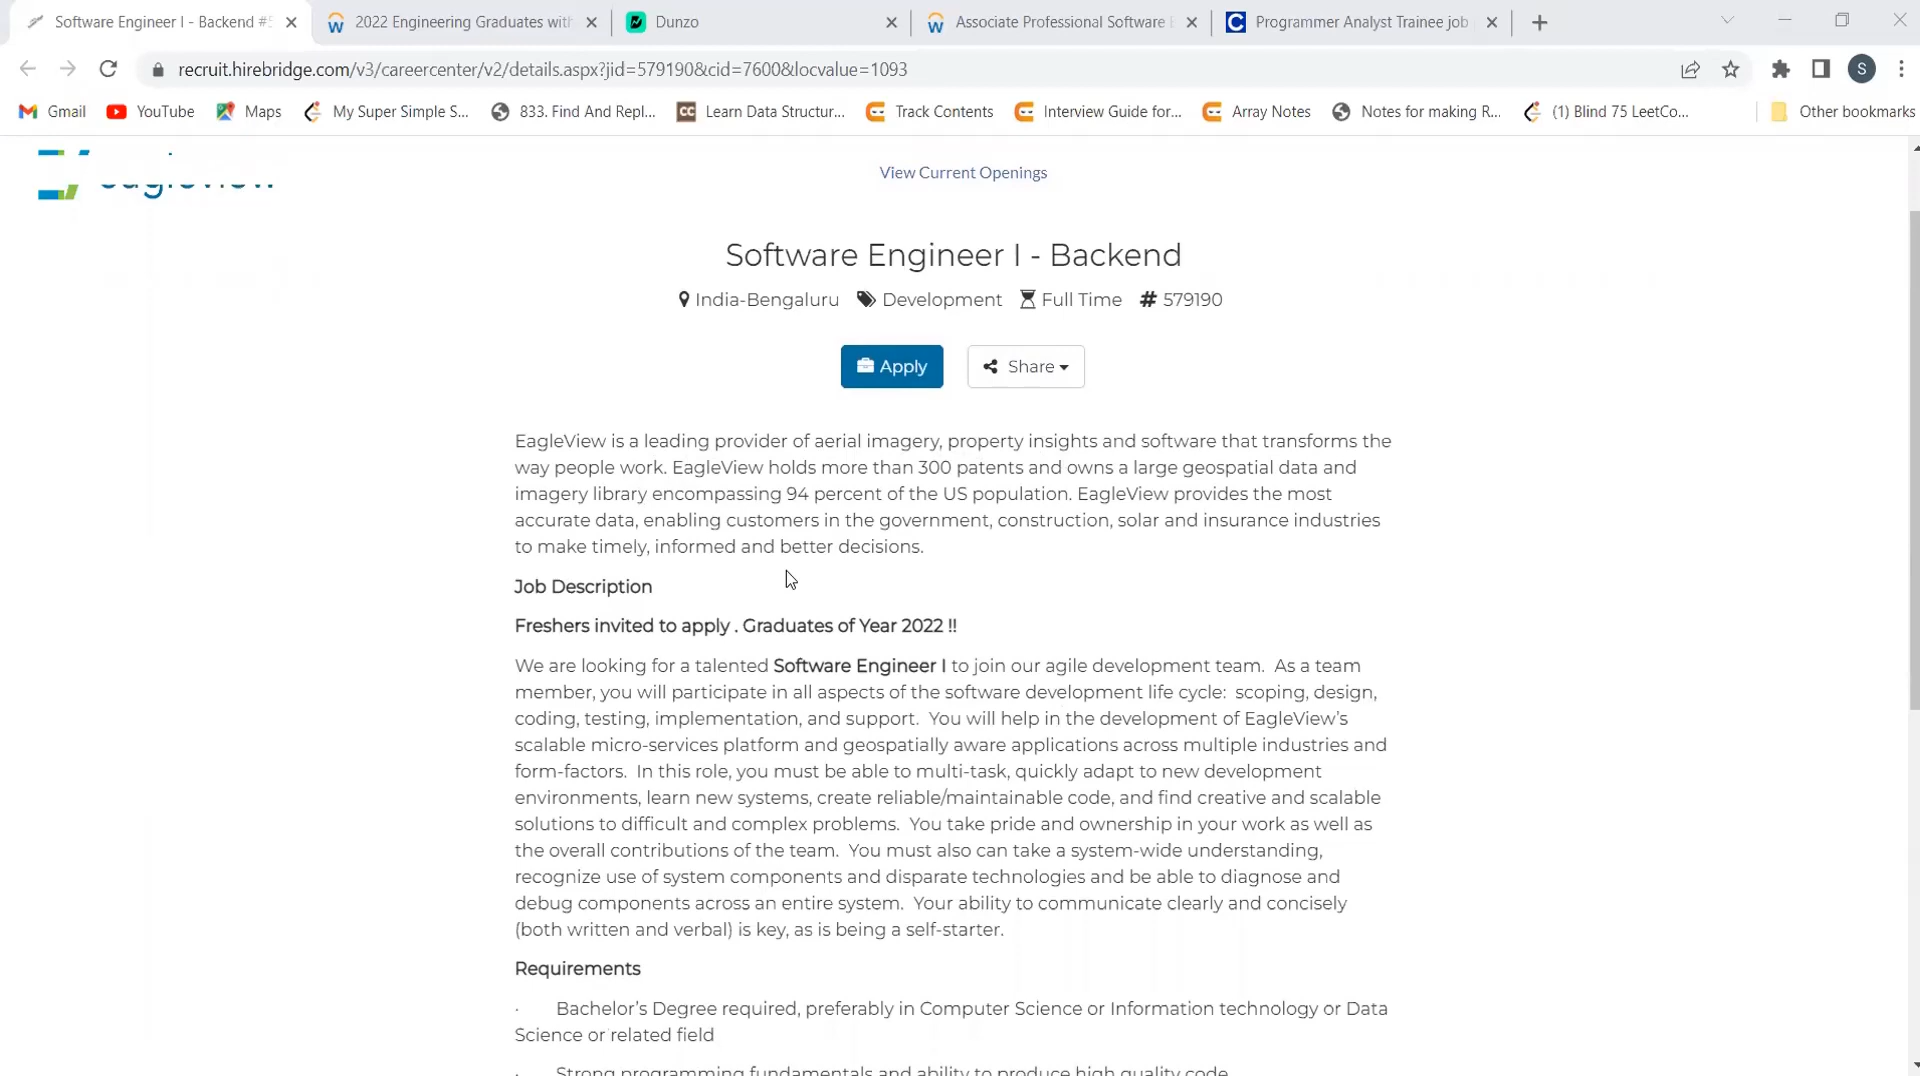 Software Engineer I - Backend #5
2022 Engineering Graduates with
Dunzo
Associate Professional Software E
Programmer Analyst Trainee job
recruit.hirebridge.com/v3/careercenter/v2/details.aspx?jid=579190&cid=7600&locvalue=1093
S
Gmail
YouTube
Maps
My Super Simple S...
833. Find And Repl...
Learn Data Structur...
Track Contents
Interview Guide for...
Array Notes
Notes for making R...
(1) Blind 75 LeetCo...
Other bookmarks
eagleview
View Current Openings
Software Engineer I - Backend
India-Bengaluru Development Full Time # 579190
Apply
Share
EagleView is a leading provider of aerial imagery, property insights and software that transforms the
way people work. EagleView holds more than 300 patents and owns a large geospatial data and
imagery library encompassing 94 percent of the US population. EagleView provides the most
accurate data, enabling customers in the government, construction, solar and insurance industries
to make timely, informed and better decisions.
Job Description
Freshers invited to apply . Graduates of Year 2022 !!
We are looking for a talented Software Engineer I to join our agile development team.  As a team
member, you will participate in all aspects of the software development life cycle:  scoping, design,
coding, testing, implementation, and support.  You will help in the development of EagleView's
scalable micro-services platform and geospatially aware applications across multiple industries and
form-factors.  In this role, you must be able to multi-task, quickly adapt to new development
environments, learn new systems, create reliable/maintainable code, and find creative and scalable
solutions to difficult and complex problems.  You take pride and ownership in your work as well as
the overall contributions of the team.  You must also can take a system-wide understanding,
recognize use of system components and disparate technologies and be able to diagnose and
debug components across an entire system.  Your ability to communicate clearly and concisely
(both written and verbal) is key, as is being a self-starter.
Requirements
· Bachelor's Degree required, preferably in Computer Science or Information technology or Data
Science or related field
· Strong programming fundamentals and ability to produce high quality code